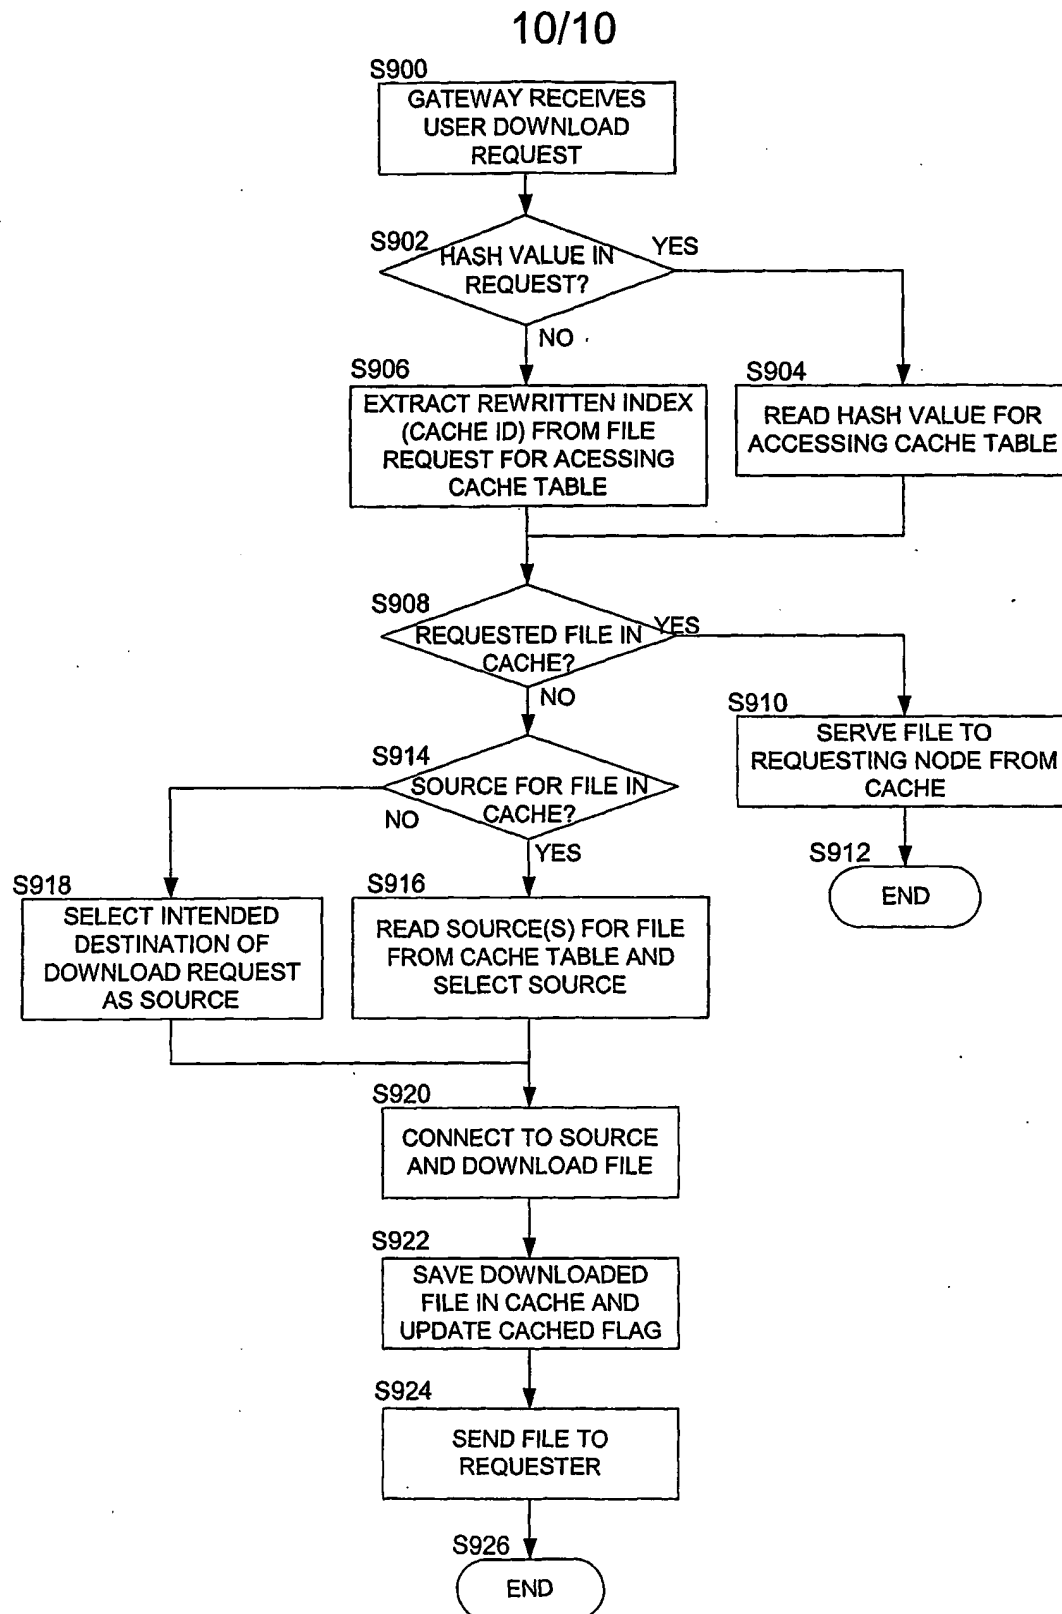 10/10
S900
GATEWAY RECEIVES
USER DOWNLOAD
REQUEST
S902
HASH VALUE IN
REQUEST?
YES
NO
S906
EXTRACT REWRITTEN INDEX
(CACHE ID) FROM FILE
REQUEST FOR ACESSING
CACHE TABLE
S904
READ HASH VALUE FOR
ACCESSING CACHE TABLE
S908
REQUESTED FILE IN
CACHE?
YES
NO
S910
SERVE FILE TO
REQUESTING NODE FROM
CACHE
S912
END
S914
SOURCE FOR FILE IN
CACHE?
NO
YES
S918
SELECT INTENDED
DESTINATION OF
DOWNLOAD REQUEST
AS SOURCE
S916
READ SOURCE(S) FOR FILE
FROM CACHE TABLE AND
SELECT SOURCE
S920
CONNECT TO SOURCE
AND DOWNLOAD FILE
S922
SAVE DOWNLOADED
FILE IN CACHE AND
UPDATE CACHED FLAG
S924
SEND FILE TO
REQUESTER
S926
END